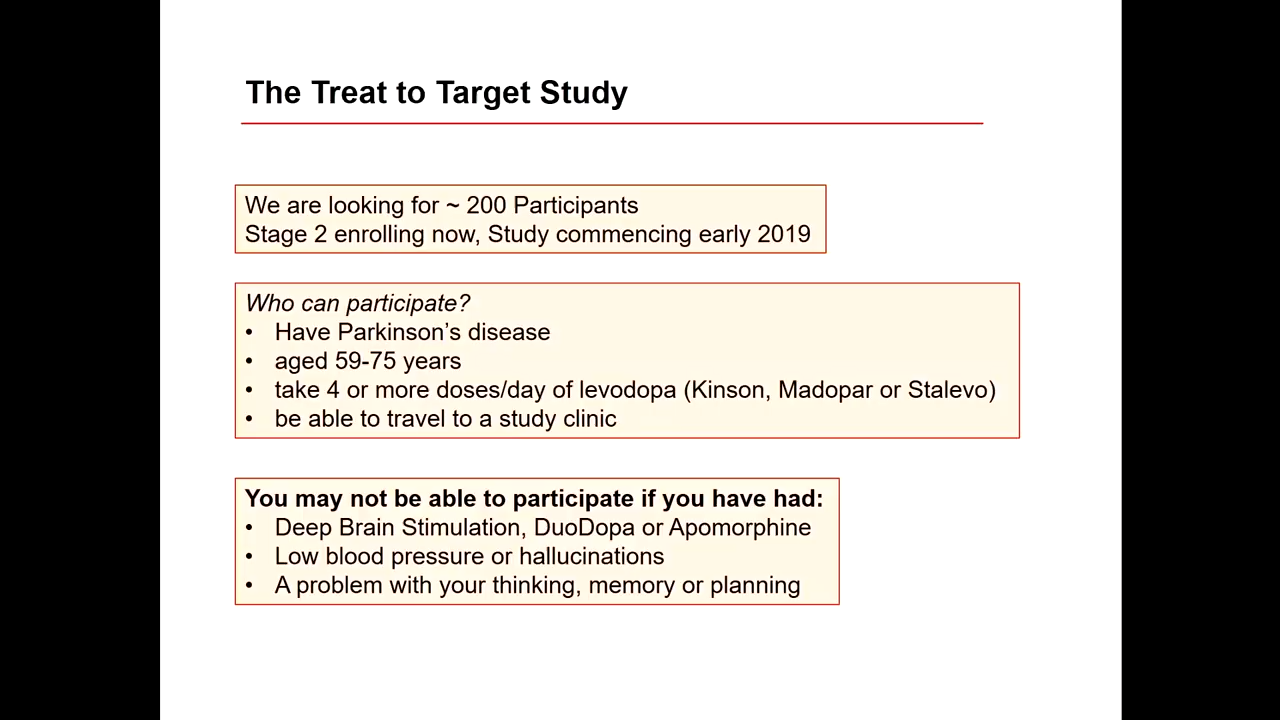 The Treat to Target Study
We are looking for ~ 200 Participants
Stage 2 enrolling now, Study commencing early 2019
Who can participate?
• Have Parkinson’s disease
• aged 59-75 years
• take 4 or more doses/day of levodopa (Kinson, Madopar or Stalevo)
• be able to travel to a study clinic
You may not be able to participate if you have had:
• Deep Brain Stimulation, DuoDopa or Apomorphine
• Low blood pressure or hallucinations
• A problem with your thinking, memory or planning